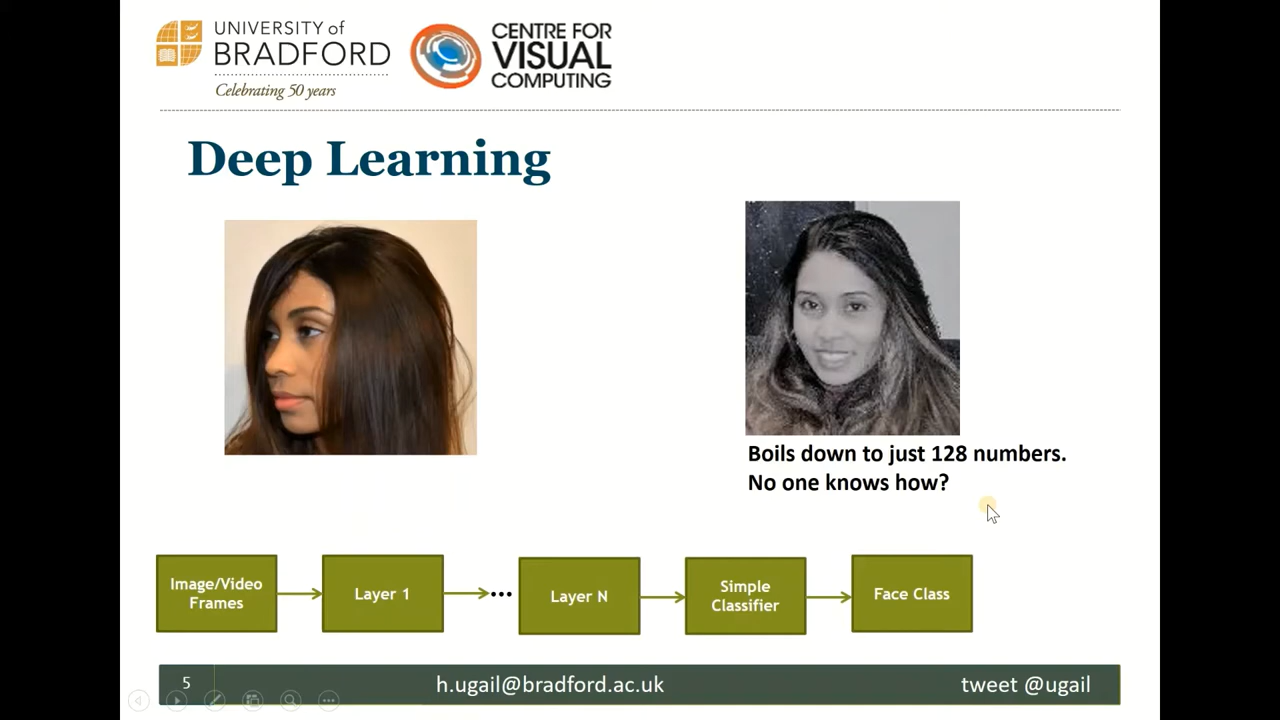 UNIVERSITY of
BRADFORD
Celebrating 50 years
CENTRE FOR
VISUAL
COMPUTING
Deep Learning
Boils down to just 128 numbers.
No one knows how?
Image/Video
Frames
Layer 1
...
Layer N
Simple
Classifier
Face Class
5
h.ugail@bradford.ac.uk
tweet @ugail